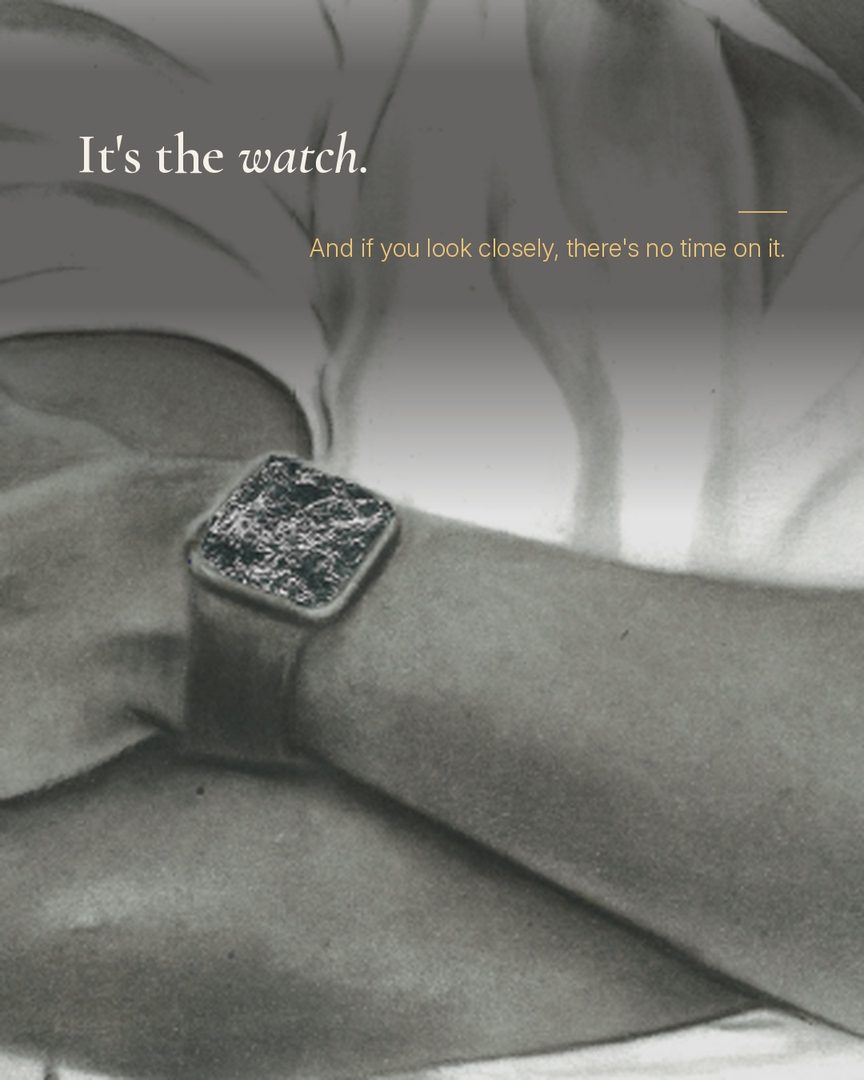 It's the watch.
And if you look closely, there's no time on it.